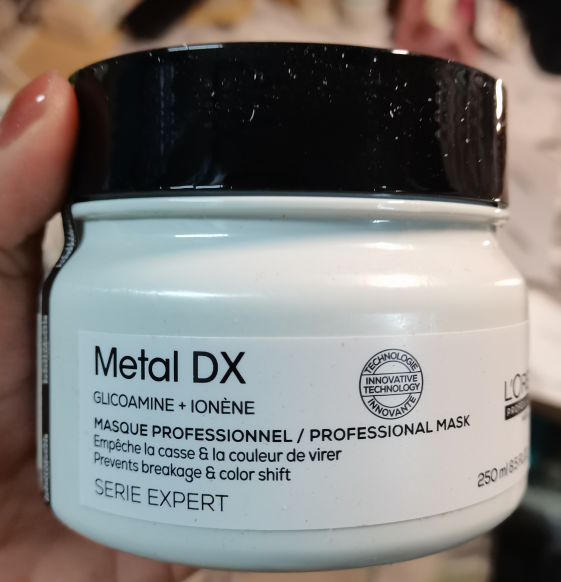 Metal DX
GLICOAMINE + IONÈNE
MASQUE PROFESSIONNEL / PROFESSIONAL MASK
Empêche la casse & la couleur de virer
Prevents breakage & color shift
SERIE EXPERT
TECHNOLOGIE
INNOVATIVE
TECHNOLOGY
INNOVANTE
250 ml